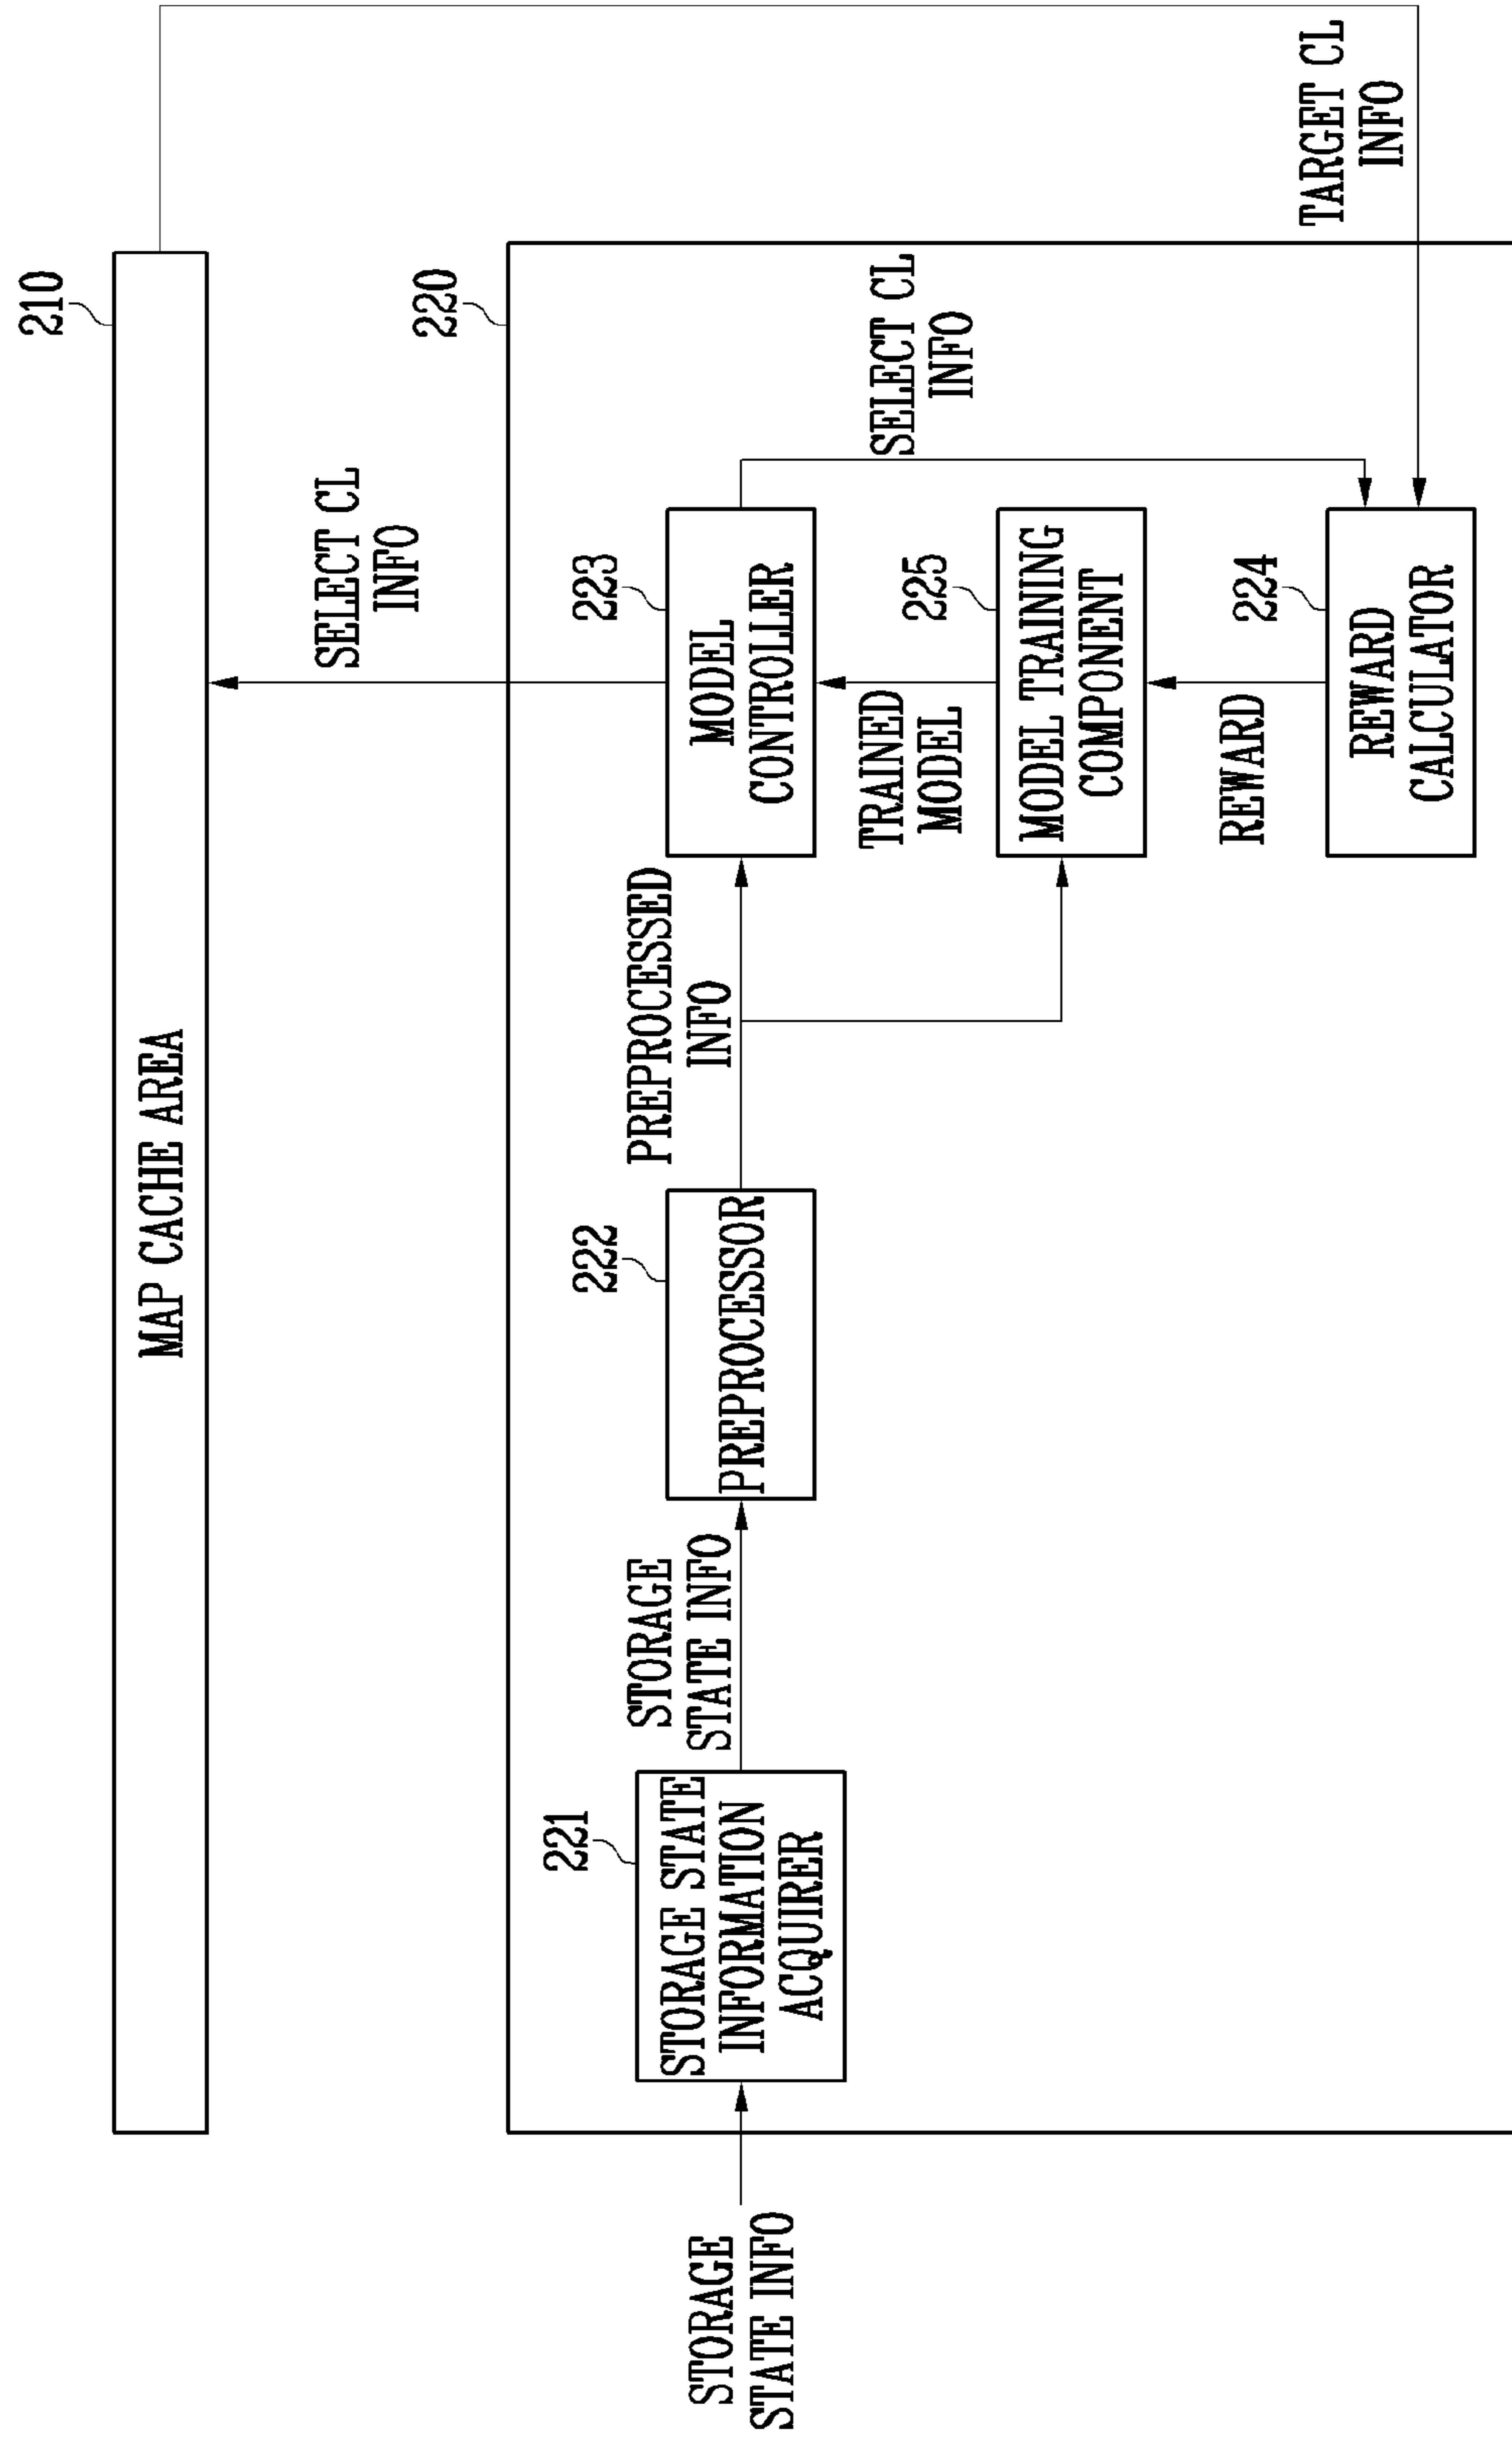 210
MAP CACHE AREA
SELECT CL
INFO
220
STORAGE
STATE INFO
221
STORAGE STATE
INFORMATION
ACQUIRER
STORAGE
STATE INFO
222
PREPROCESSOR
PREPROCESSED
INFO
223
MODEL
CONTROLLER
SELECT CL
INFO
TRAINED
MODEL
225
MODEL TRAINING
COMPONENT
REWARD
224
REWARD
CALCULATOR
TARGET CL
INFO